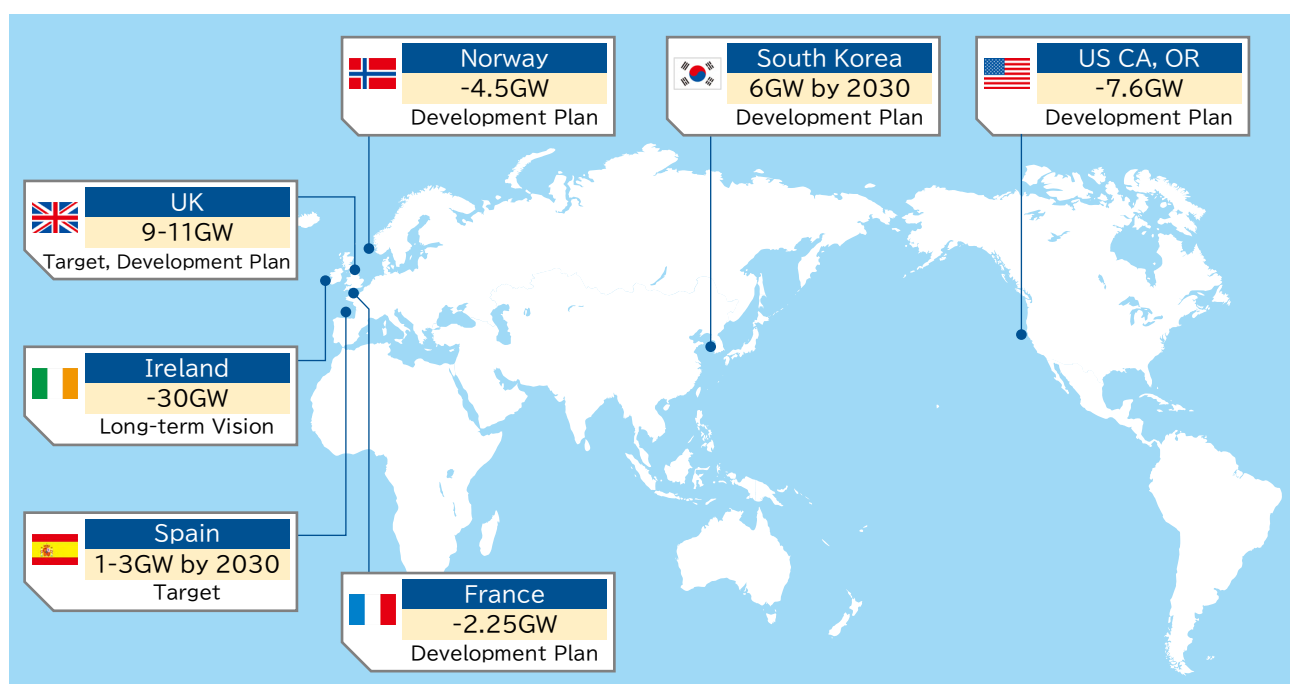 Norway
-4.5GW
Development Plan
South Korea
6GW by 2030
Development Plan
US CA, OR
-7.6GW
Development Plan
UK
9-11GW
Target, Development Plan
Ireland
-30GW
Long-term Vision
Spain
1-3GW by 2030
Target
France
-2.25GW
Development Plan